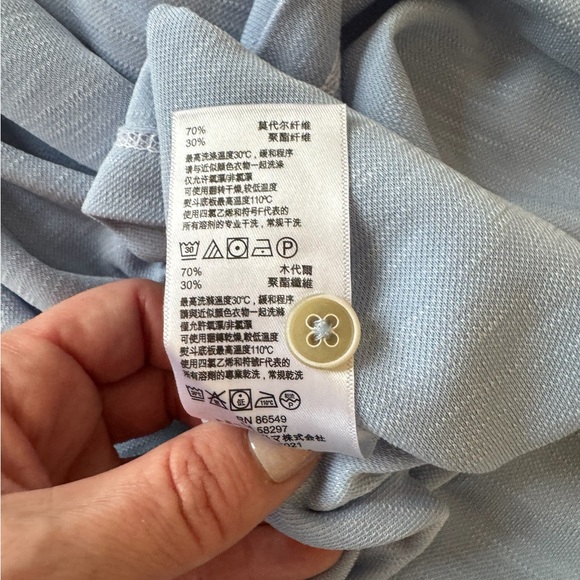 70% 莫代尔纤维
30% 聚酯纤维
最高洗涤温度30°C，缓和程序
请与近似颜色衣物一起洗涤
仅允许氧漂/非氯漂
可使用翻转干燥,较低温度
熨斗底板最高温度110°C
使用四氯乙烯和符号F代表的
所有溶剂的专业干洗，常规干洗
30 P
70% 木代爾
30% 聚酯纖維
最高洗滌溫度30°C，緩和程序
請與近似顏色衣物一起洗滌
僅允許氧漂/非氯漂
可使用翻轉乾燥,較低溫度
熨斗底板最高溫度110°C
使用四氯乙烯和符號F代表的
所有溶劑的專業乾洗，常規乾洗
110°C P
RN 86549
58297
マ株式会社
021